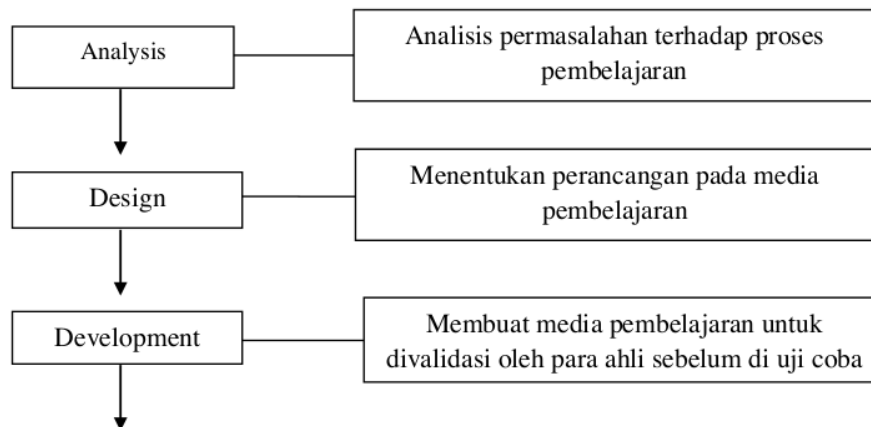 Analysis
Analisis permasalahan terhadap proses
pembelajaran
Design
Menentukan perancangan pada media
pembelajaran
Development
Membuat media pembelajaran untuk
divalidasi oleh para ahli sebelum di uji coba